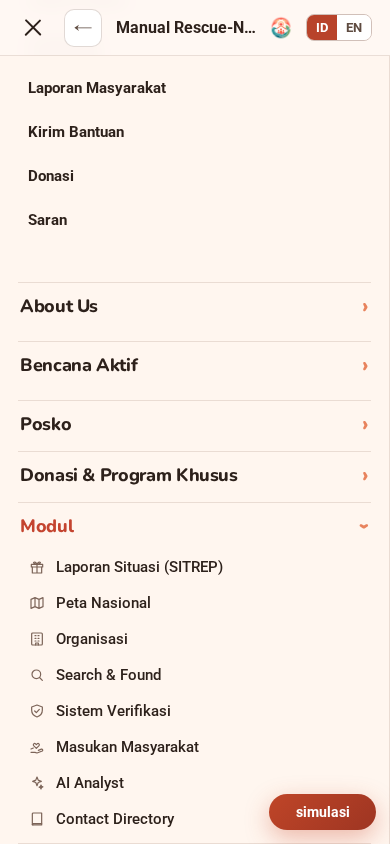 Manual Rescue-N...
ID
EN
Laporan Masyarakat
Kirim Bantuan
Donasi
Saran
About Us
Bencana Aktif
Posko
Donasi & Program Khusus
Modul
Laporan Situasi (SITREP)
Peta Nasional
Organisasi
Search & Found
Sistem Verifikasi
Masukan Masyarakat
AI Analyst
simulasi
Contact Directory